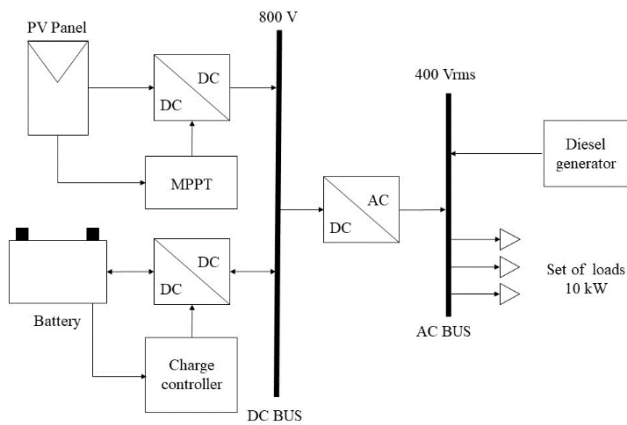 PV Panel
DC
DC
MPPT
Battery
DC
DC
Charge
controller
800 V
DC BUS
AC
DC
400 Vrms
AC BUS
Diesel
generator
Set of loads
10 kW